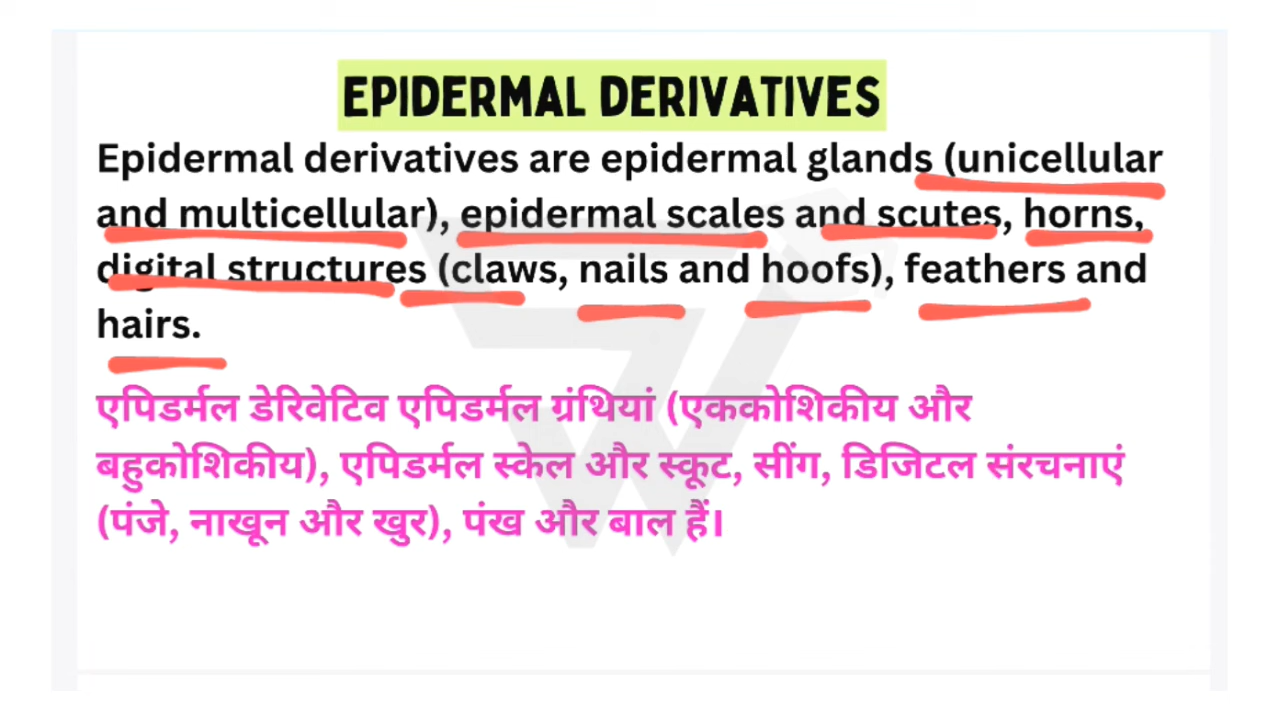 EPIDERMAL DERIVATIVES
Epidermal derivatives are epidermal glands (unicellular
and multicellular), epidermal scales and scutes, horns,
digital structures (claws, nails and hoofs), feathers and
hairs.
एपिडर्मल डेरिवेटिव एपिडर्मल ग्रंथियां (एककोशिकीय और
बहुकोशिकीय), एपिडर्मल स्केल और स्कूट, सींग, डिजिटल संरचनाएं
(पंजे, नाखून और खुर), पंख और बाल हैं।